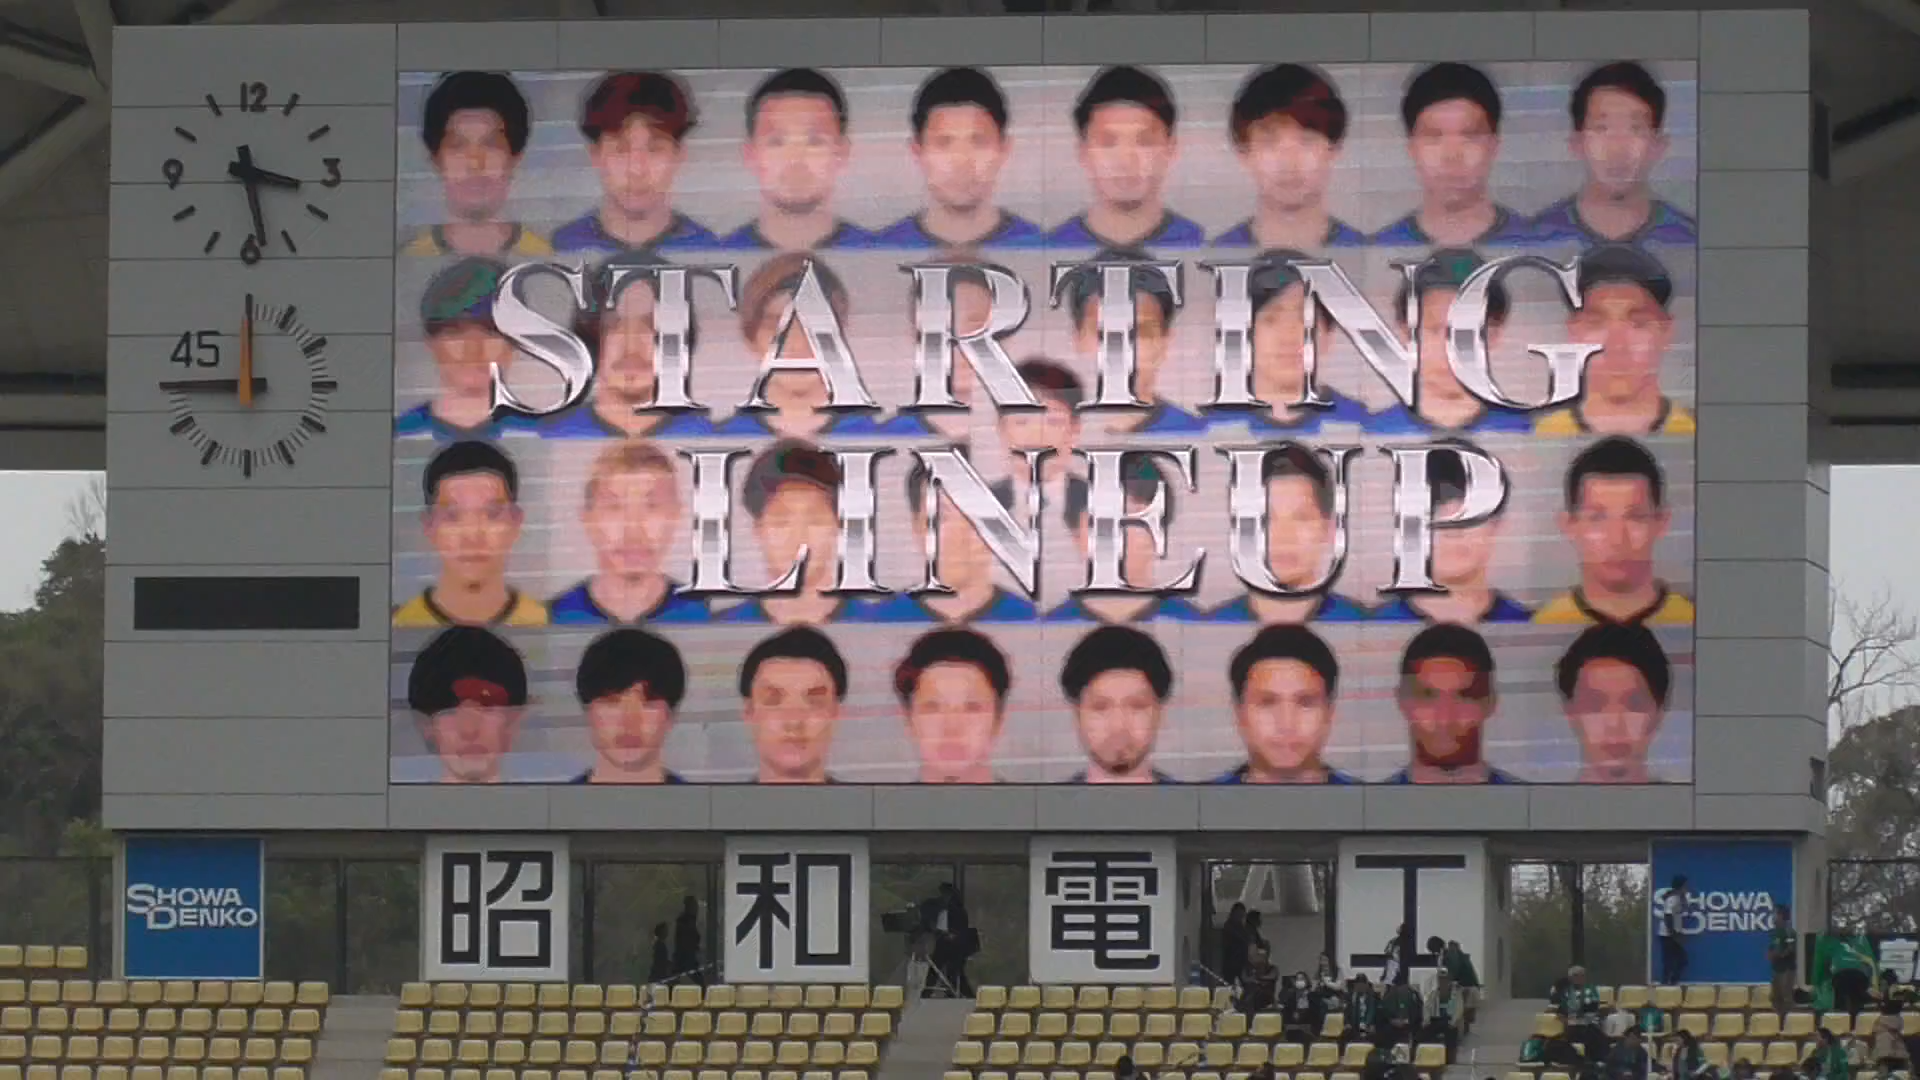 12
9
3
6
45
STARTING
LINEUP
SHOWA
DENKO
昭和電工
SHOWA
DENKO